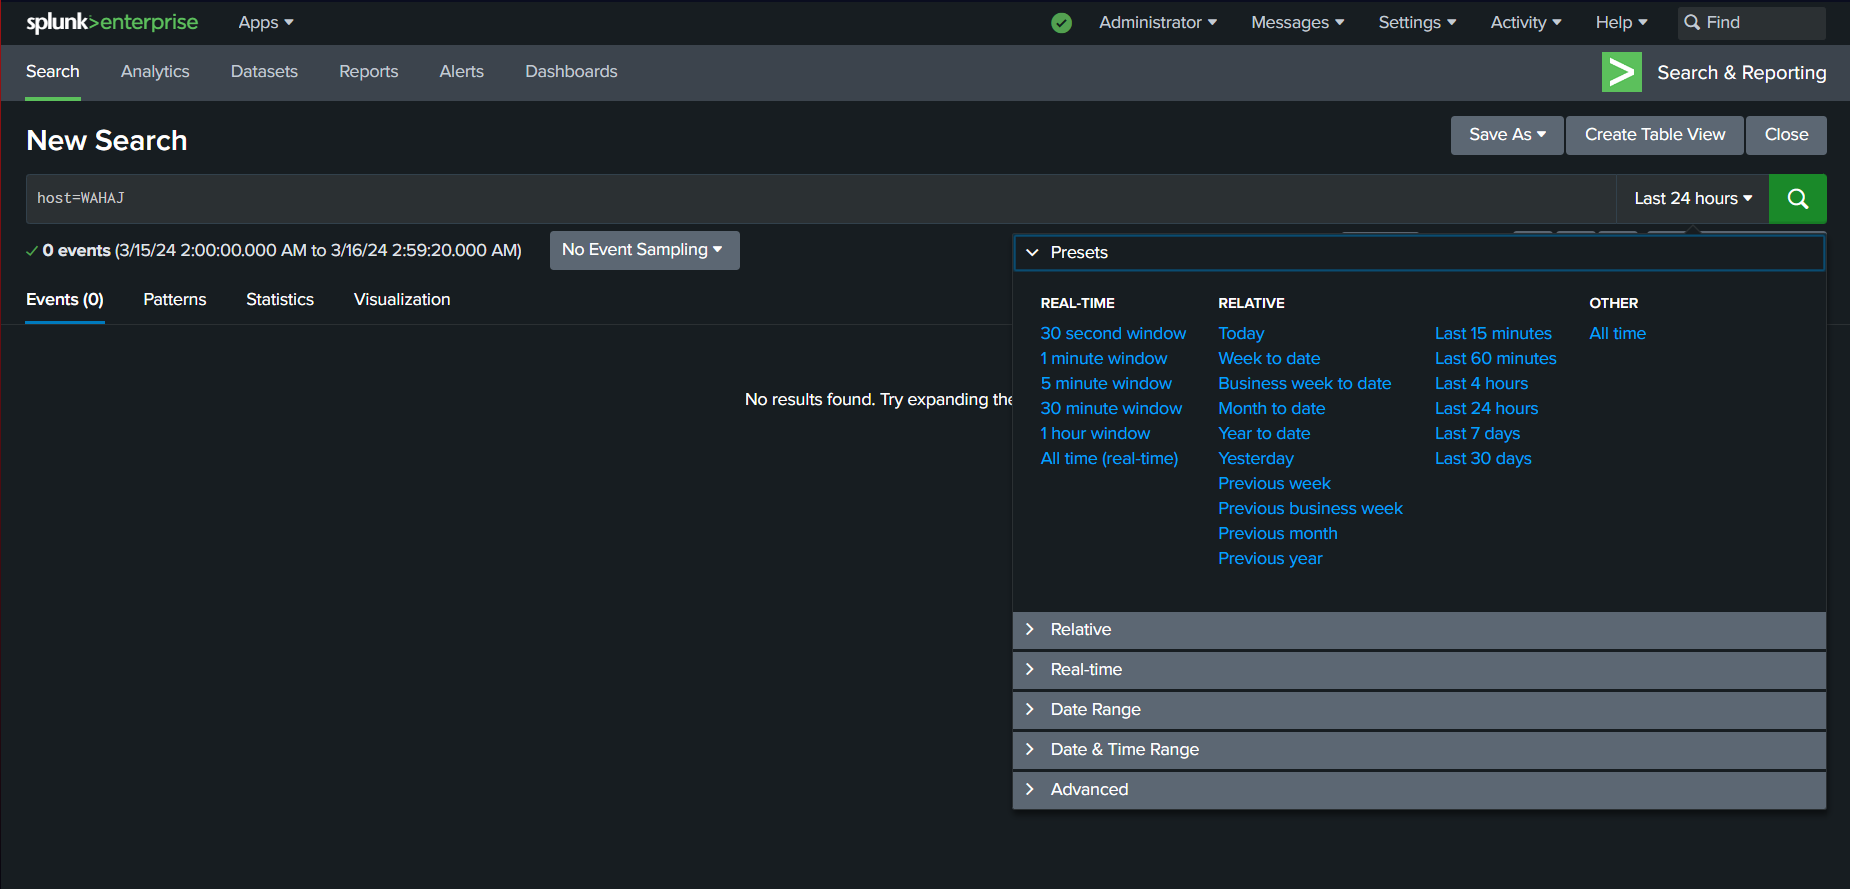 splunk>enterprise Apps Administrator Messages Settings Activity Help Find
Search Analytics Datasets Reports Alerts Dashboards Search & Reporting
New Search Save As Create Table View Close
host=WAHAJ Last 24 hours
0 events (3/15/24 2:00:00.000 AM to 3/16/24 2:59:20.000 AM) No Event Sampling
Events (0) Patterns Statistics Visualization
No results found. Try expanding the
Presets
REAL-TIME RELATIVE OTHER
30 second window Today Last 15 minutes All time
1 minute window Week to date Last 60 minutes
5 minute window Business week to date Last 4 hours
30 minute window Month to date Last 24 hours
1 hour window Year to date Last 7 days
All time (real-time) Yesterday Last 30 days
Previous week
Previous business week
Previous month
Previous year
Relative
Real-time
Date Range
Date & Time Range
Advanced